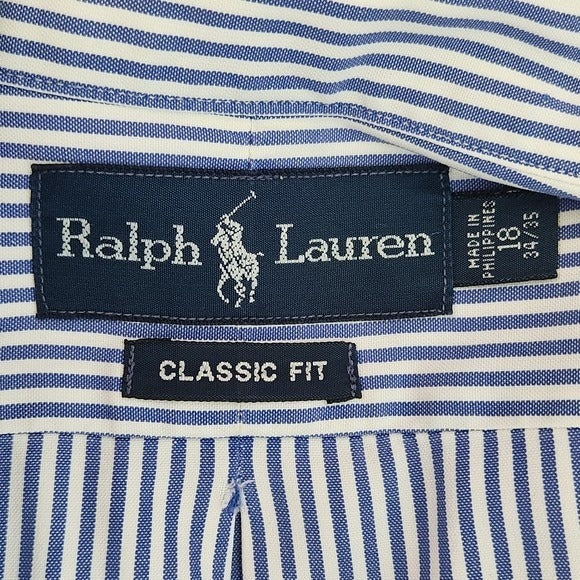 Ralph Lauren
MADE IN
PHILIPPINES
18
34/35
CLASSIC FIT